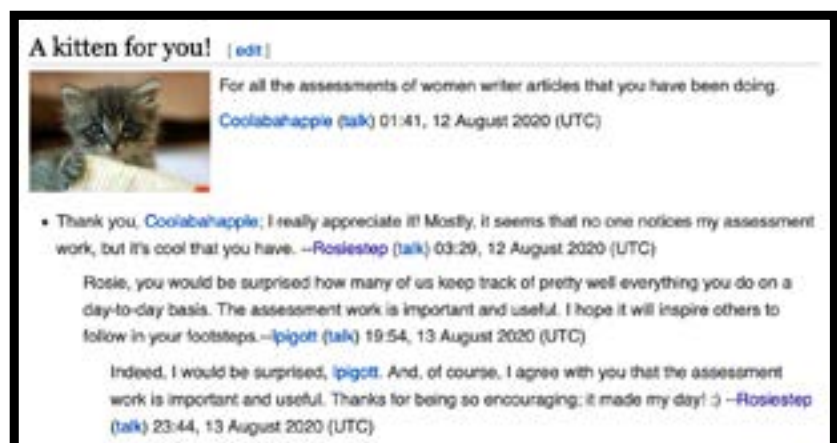 A kitten for you! [ edit ]
For all the assessments of women writer articles that you have been doing.
Coolabahapple (talk) 01:41, 12 August 2020 (UTC)
• Thank you, Coolabahapple; I really appreciate it! Mostly, it seems that no one notices my assessment
work, but it's cool that you have. --Rosiestep (talk) 03:29, 12 August 2020 (UTC)
Rosie, you would be surprised how many of us keep track of pretty well everything you do on a
day-to-day basis. The assessment work is important and useful. I hope it will inspire others to
follow in your footsteps.--Ipigott (talk) 19:54, 13 August 2020 (UTC)
Indeed, I would be surprised, Ipigott. And, of course, I agree with you that the assessment
work is important and useful. Thanks for being so encouraging; it made my day! :) --Rosiestep
(talk) 23:44, 13 August 2020 (UTC)